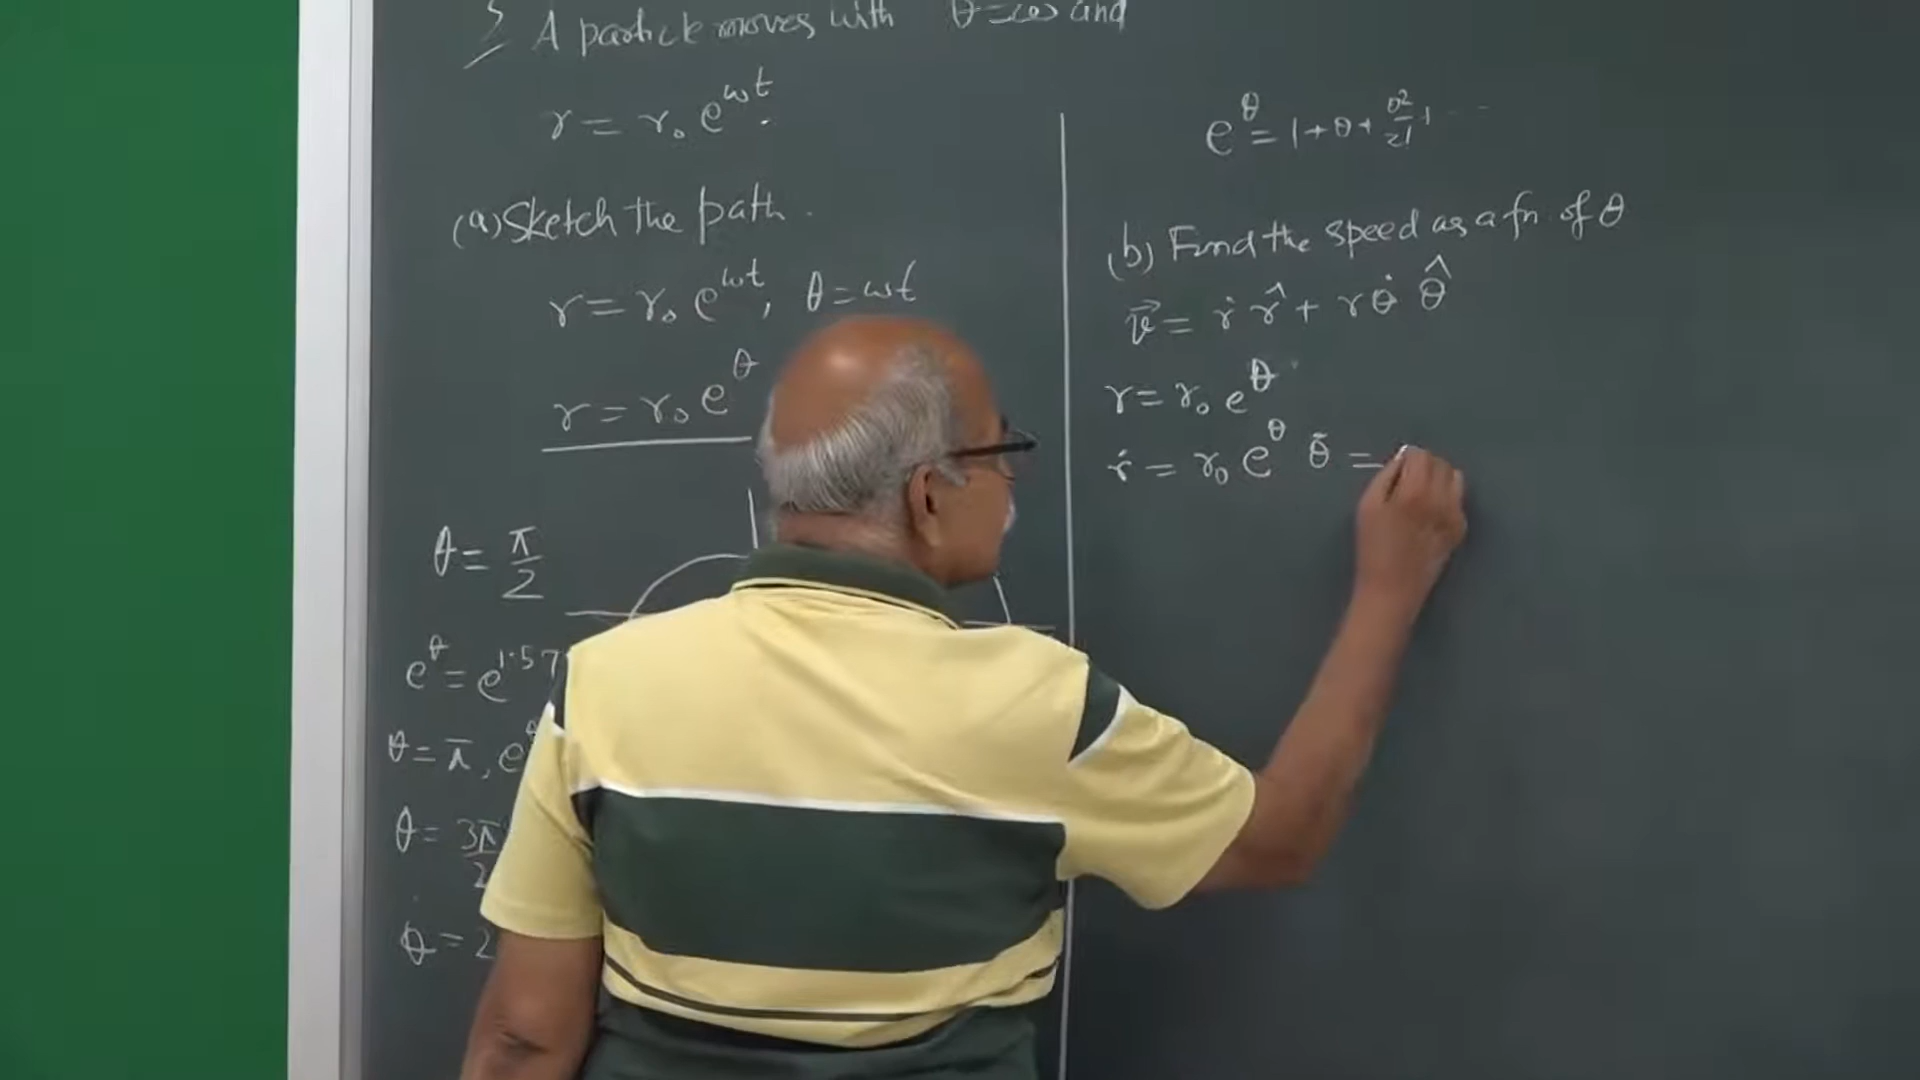 5 A particle moves with θ̇ = ω and
r = r₀ e^{ωt}.
(a) Sketch the path.
r = r₀ e^{ωt}, θ = ωt
r = r₀ e^θ
θ = π/2
e^θ = e^{1.57
θ = π, e^θ
θ = 3π/2
θ = 2
e^θ = 1 + θ + θ²/2! + ...
(b) Find the speed as a fn of θ
v⃗ = ṙ r̂ + r θ̇ θ̂
r = r₀ e^θ
ṙ = r₀ e^θ θ̇ =